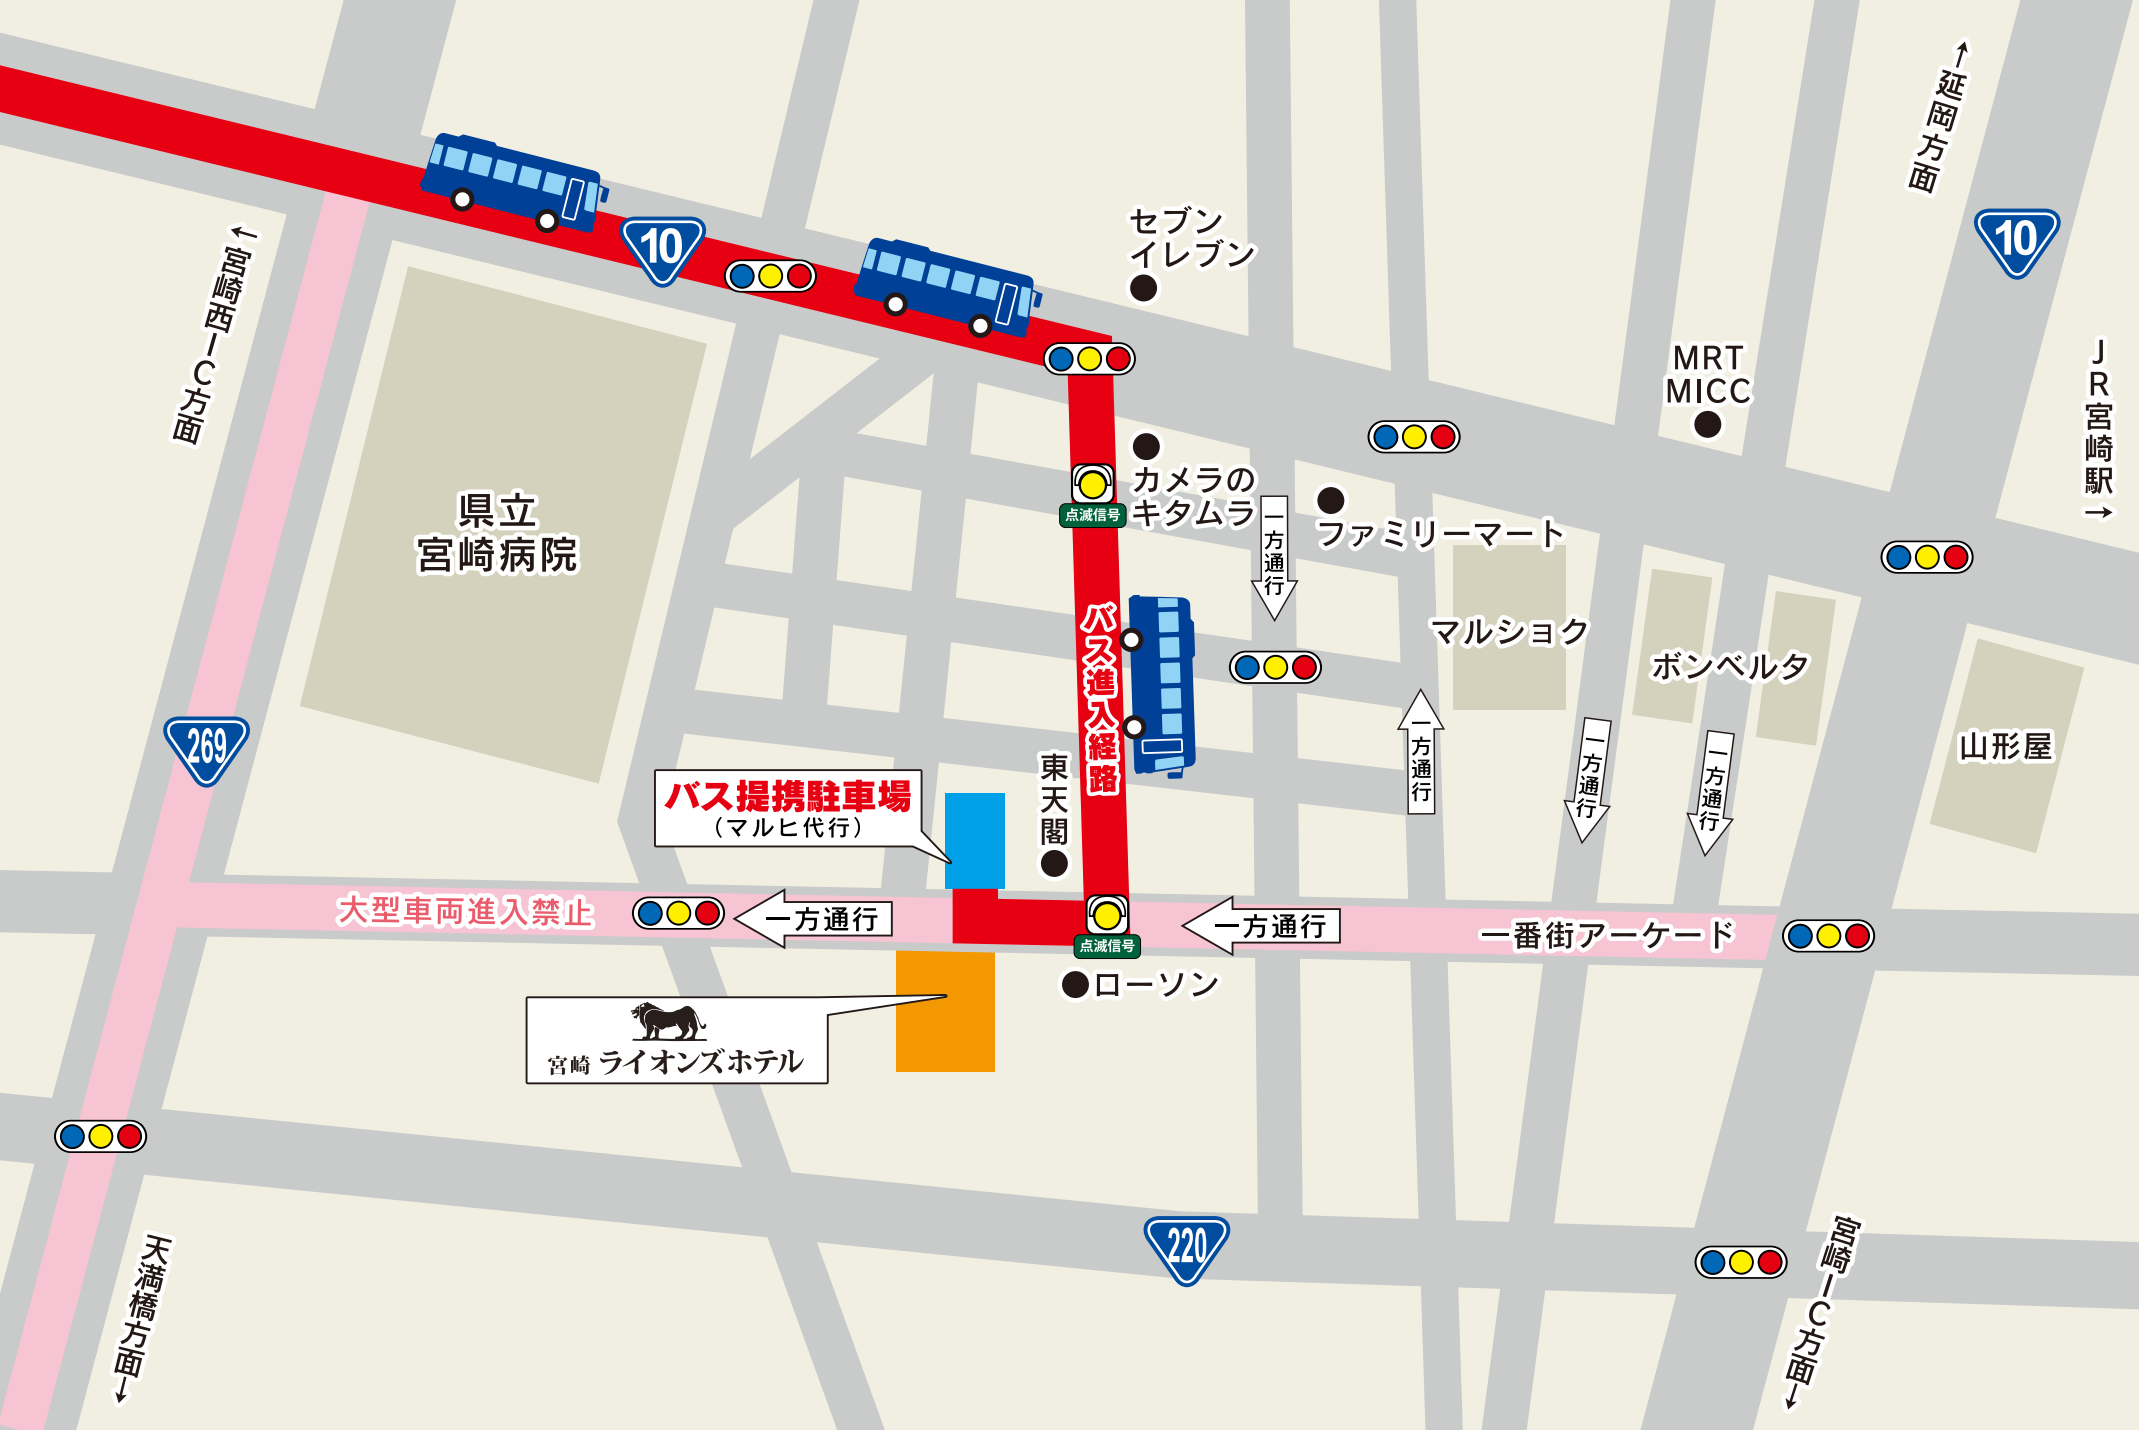 ←延岡方面
10
10
セブン
イレブン
←宮崎西IC方面
MRT
MICC
JR宮崎駅→
カメラの
キタムラ
点滅信号
県立
宮崎病院
一方通行
ファミリーマート
マルショク
ボンベルタ
バス進入経路
269
一方通行
一方通行
一方通行
山形屋
東天閣
バス提携駐車場
（マルヒ代行）
大型車両進入禁止
一方通行
一方通行
一番街アーケード
点滅信号
ローソン
宮崎 ライオンズホテル
220
天満橋方面→
宮崎IC方面→